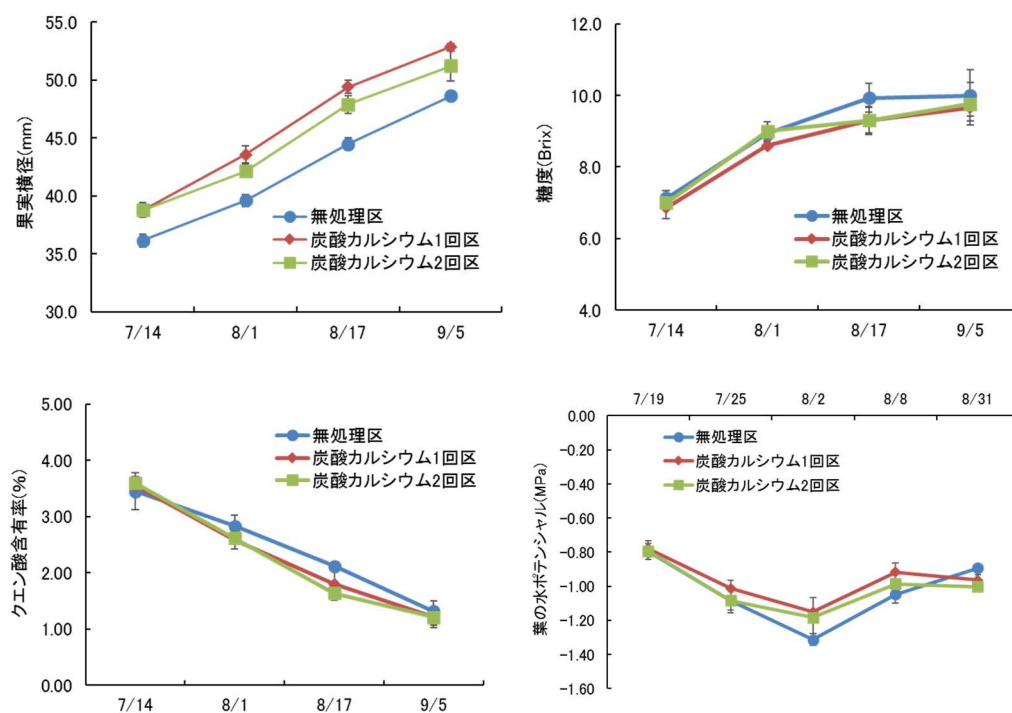 果実横径(mm)
55.0
50.0
45.0
40.0
35.0
30.0
無処理区
炭酸カルシウム1回区
炭酸カルシウム2回区
7/14 8/1 8/17 9/5
糖度(Brix)
12.0
10.0
8.0
6.0
4.0
無処理区
炭酸カルシウム1回区
炭酸カルシウム2回区
7/14 8/1 8/17 9/5
クエン酸含有率(%)
5.00
4.00
3.00
2.00
1.00
0.00
無処理区
炭酸カルシウム1回区
炭酸カルシウム2回区
7/14 8/1 8/17 9/5
葉の水ポテンシャル(MPa)
7/19 7/25 8/2 8/8 8/31
0.00
−0.20
−0.40
−0.60
−0.80
−1.00
−1.20
−1.40
−1.60
無処理区
炭酸カルシウム1回区
炭酸カルシウム2回区